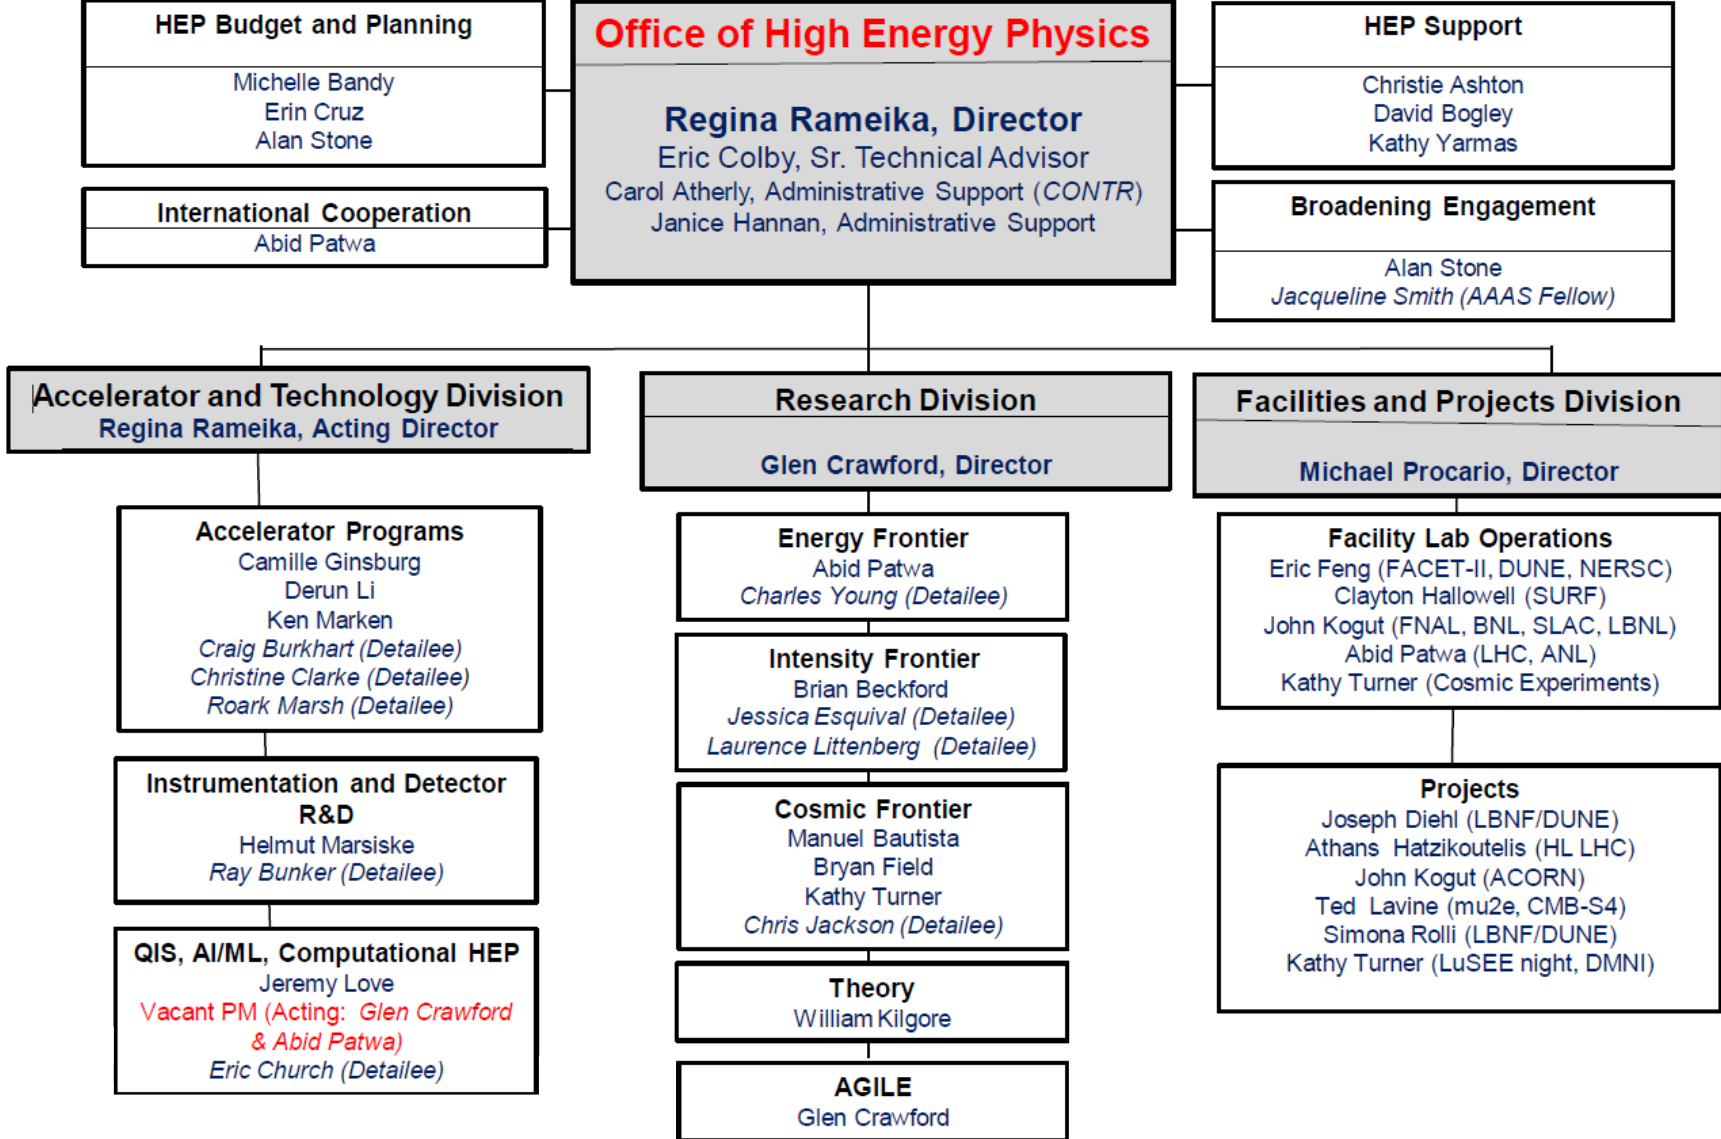 HEP Budget and Planning
Michelle Bandy
Erin Cruz
Alan Stone
International Cooperation
Abid Patwa
Office of High Energy Physics
Regina Rameika, Director
Eric Colby, Sr. Technical Advisor
Carol Atherly, Administrative Support (CONTR)
Janice Hannan, Administrative Support
HEP Support
Christie Ashton
David Bogley
Kathy Yarmas
Broadening Engagement
Alan Stone
Jacqueline Smith (AAAS Fellow)
Accelerator and Technology Division
Regina Rameika, Acting Director
Accelerator Programs
Camille Ginsburg
Derun Li
Ken Marken
Craig Burkhart (Detailee)
Christine Clarke (Detailee)
Roark Marsh (Detailee)
Instrumentation and Detector
R&D
Helmut Marsiske
Ray Bunker (Detailee)
QIS, AI/ML, Computational HEP
Jeremy Love
Vacant PM (Acting: Glen Crawford
& Abid Patwa)
Eric Church (Detailee)
Research Division
Glen Crawford, Director
Energy Frontier
Abid Patwa
Charles Young (Detailee)
Intensity Frontier
Brian Beckford
Jessica Esquival (Detailee)
Laurence Littenberg (Detailee)
Cosmic Frontier
Manuel Bautista
Bryan Field
Kathy Turner
Chris Jackson (Detailee)
Theory
William Kilgore
AGILE
Glen Crawford
Facilities and Projects Division
Michael Procario, Director
Facility Lab Operations
Eric Feng (FACET-II, DUNE, NERSC)
Clayton Hallowell (SURF)
John Kogut (FNAL, BNL, SLAC, LBNL)
Abid Patwa (LHC, ANL)
Kathy Turner (Cosmic Experiments)
Projects
Joseph Diehl (LBNF/DUNE)
Athans Hatzikoutelis (HL LHC)
John Kogut (ACORN)
Ted Lavine (mu2e, CMB-S4)
Simona Rolli (LBNF/DUNE)
Kathy Turner (LuSEE night, DMNI)